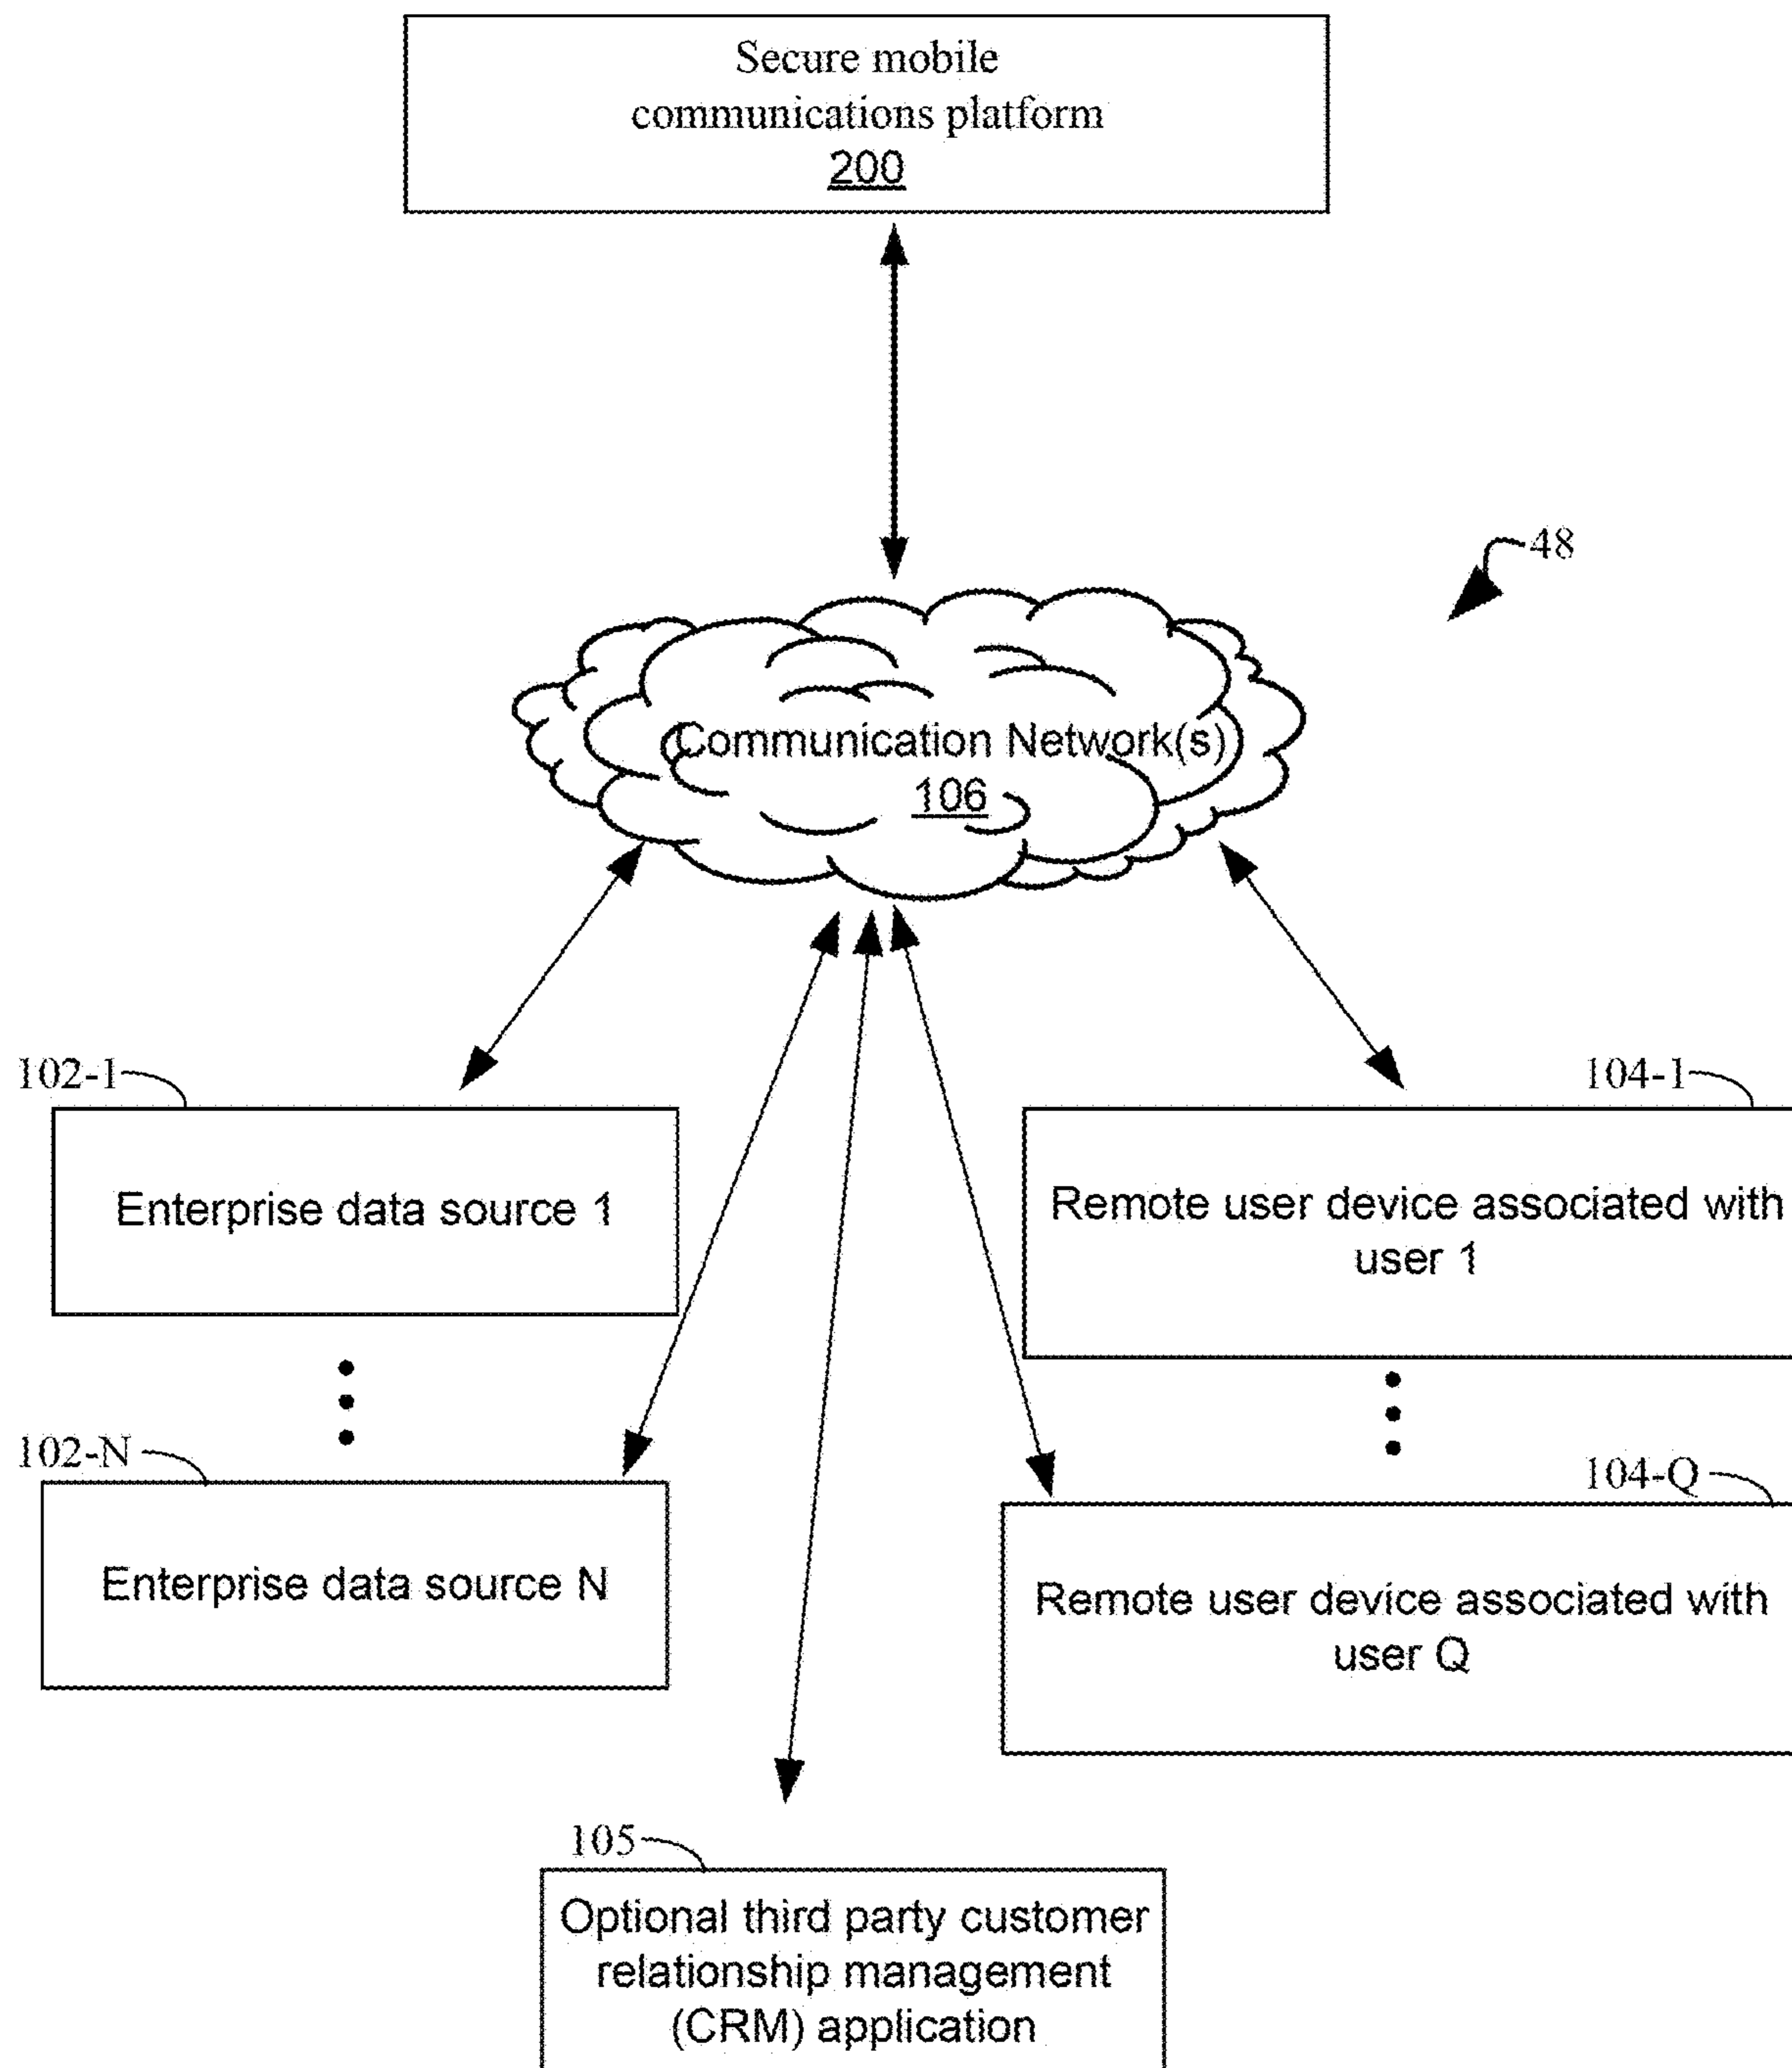 Secure mobile
communications platform
200
48
Communication Network(s)
106
102-1
Enterprise data source 1
104-1
Remote user device associated with
user 1
102-N
Enterprise data source N
104-Q
Remote user device associated with
user Q
105
Optional third party customer
relationship management
(CRM) application